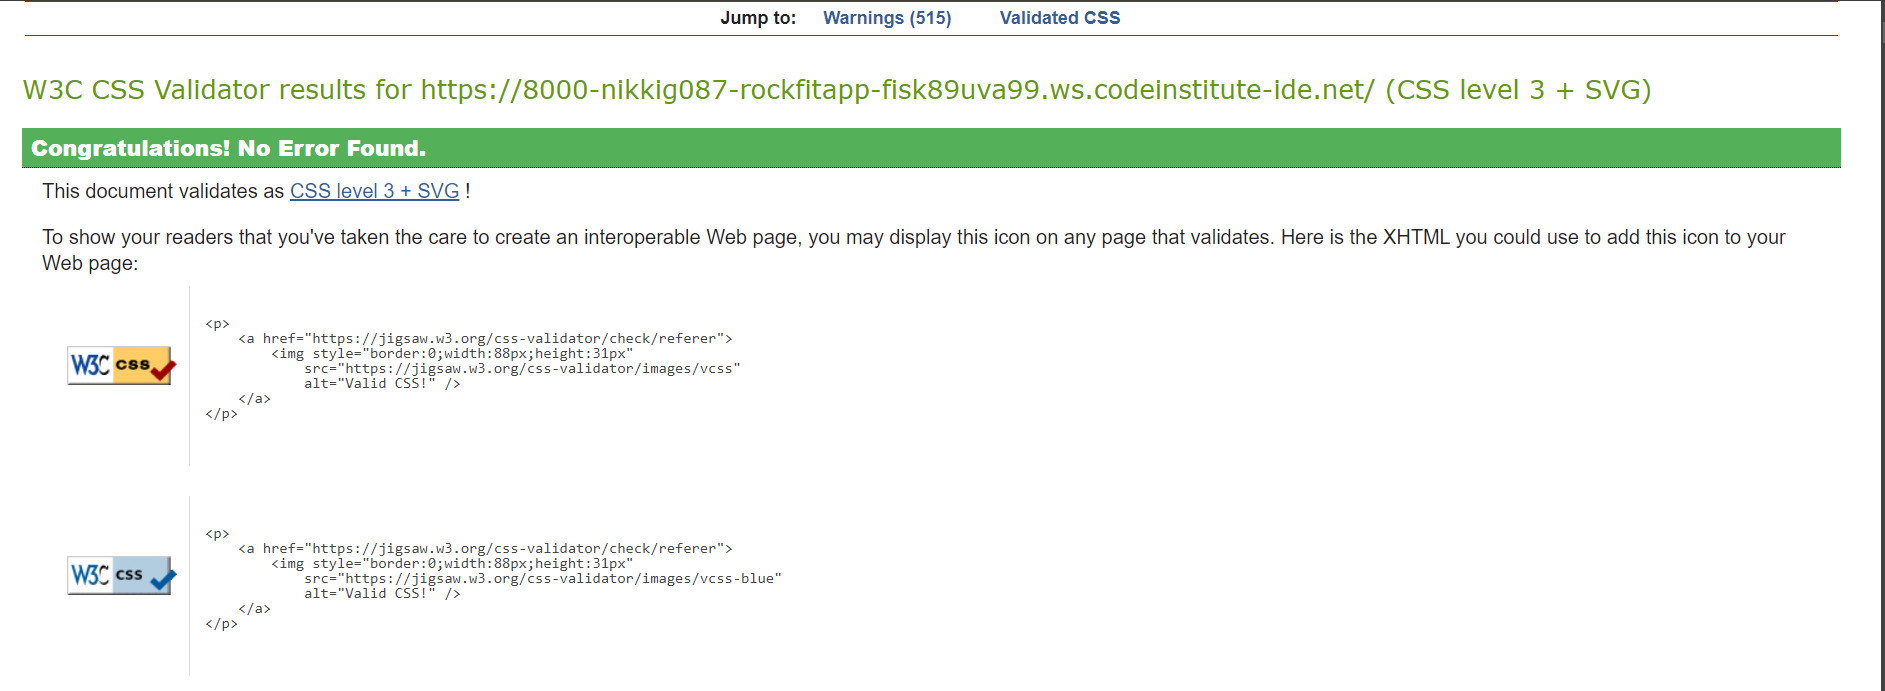 Jump to: Warnings (515) Validated CSS
W3C CSS Validator results for https://8000-nikkig087-rockfitapp-fisk89uva99.ws.codeinstitute-ide.net/ (CSS level 3 + SVG)
Congratulations! No Error Found.
This document validates as CSS level 3 + SVG !
To show your readers that you've taken the care to create an interoperable Web page, you may display this icon on any page that validates. Here is the XHTML you could use to add this icon to your
Web page:
<p>
<a href="https://jigsaw.w3.org/css-validator/check/referer">
<img style="border:0;width:88px;height:31px"
W3C css
src="https://jigsaw.w3.org/css-validator/images/vcss"
alt="Valid CSS!" />
</a>
</p>
<p>
<a href="https://jigsaw.w3.org/css-validator/check/referer">
<img style="border:0;width:88px;height:31px"
W3C css
src="https://jigsaw.w3.org/css-validator/images/vcss-blue"
alt="Valid CSS!" />
</a>
</p>